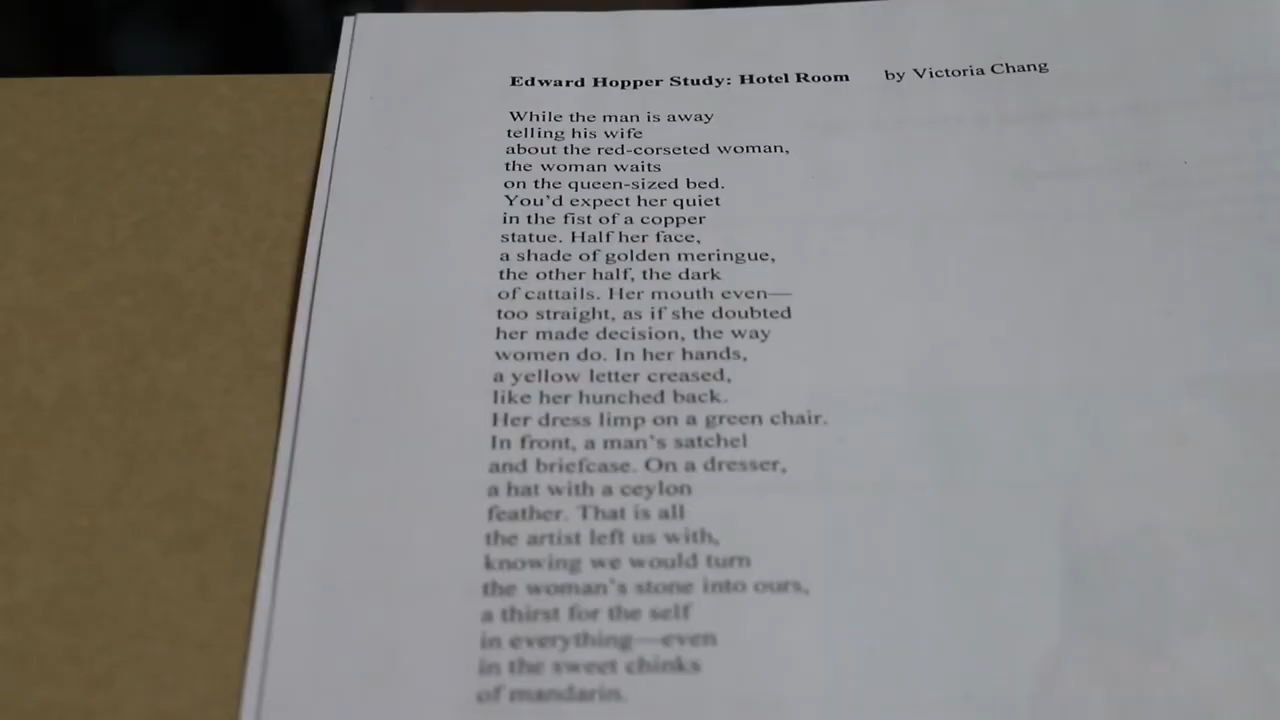 Edward Hopper Study: Hotel Room by Victoria Chang
While the man is away
telling his wife
about the red-corseted woman,
the woman waits
on the queen-sized bed.
You'd expect her quiet
in the fist of a copper
statue. Half her face,
a shade of golden meringue,
the other half, the dark
of cattails. Her mouth even—
too straight, as if she doubted
her made decision, the way
women do. In her hands,
a yellow letter creased,
like her hunched back.
Her dress limp on a green chair.
In front, a man's satchel
and briefcase. On a dresser,
a hat with a ceylon
feather. That is all
the artist left us with,
knowing we would turn
the woman's stone into ours,
a thirst for the self
in everything—even
in the sweet chinks
of mandarin.